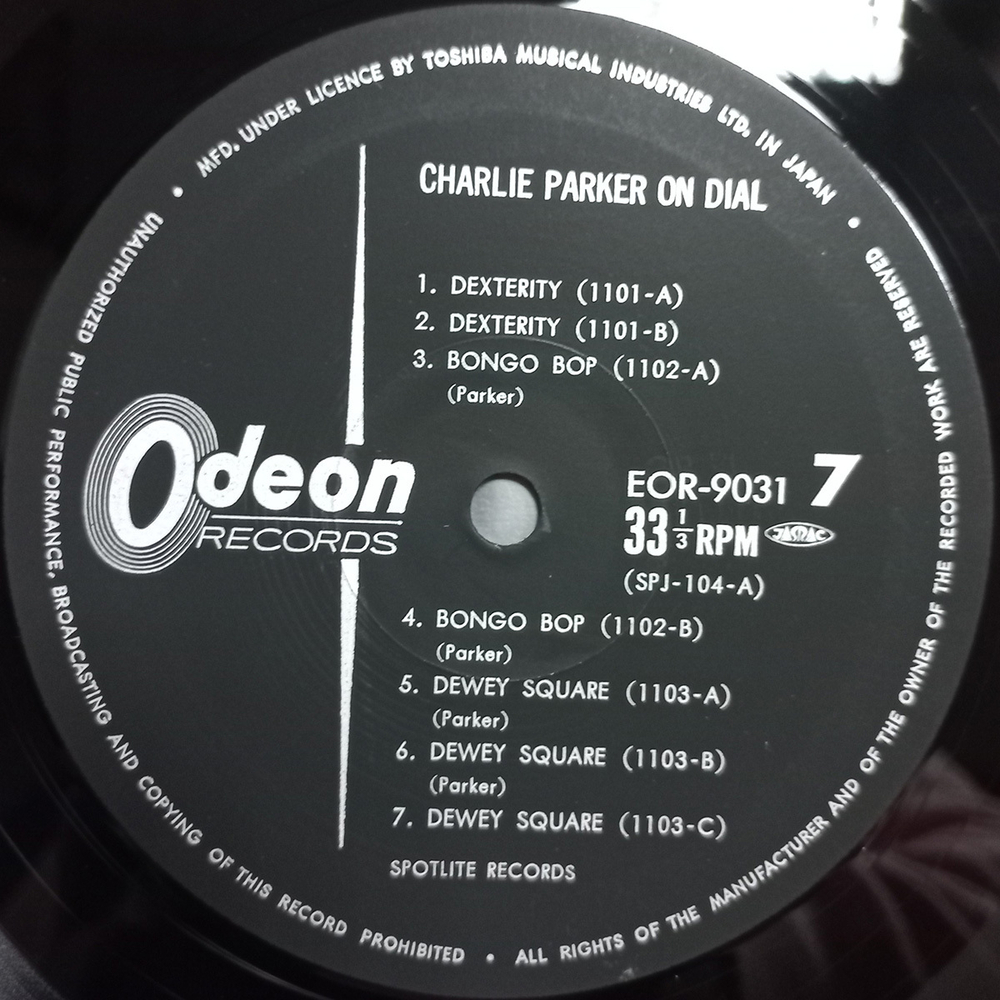 MFD. UNDER LICENCE BY TOSHIBA MUSICAL INDUSTRIES LTD. IN JAPAN •
CHARLIE PARKER ON DIAL
1. DEXTERITY (1101-A)
2. DEXTERITY (1101-B)
3. BONGO BOP (1102-A)
(Parker)
Odeon
RECORDS
EOR-9031 7
33 1/3 RPM JASRAC
(SPJ-104-A)
4. BONGO BOP (1102-B)
(Parker)
5. DEWEY SQUARE (1103-A)
(Parker)
6. DEWEY SQUARE (1103-B)
(Parker)
7. DEWEY SQUARE (1103-C)
SPOTLITE RECORDS
UNAUTHORIZED PUBLIC PERFORMANCE, BROADCASTING AND COPYING OF THIS RECORD PROHIBITED •
ALL RIGHTS OF THE MANUFACTURER AND OF THE OWNER OF THE RECORDED WORK ARE RESERVED •